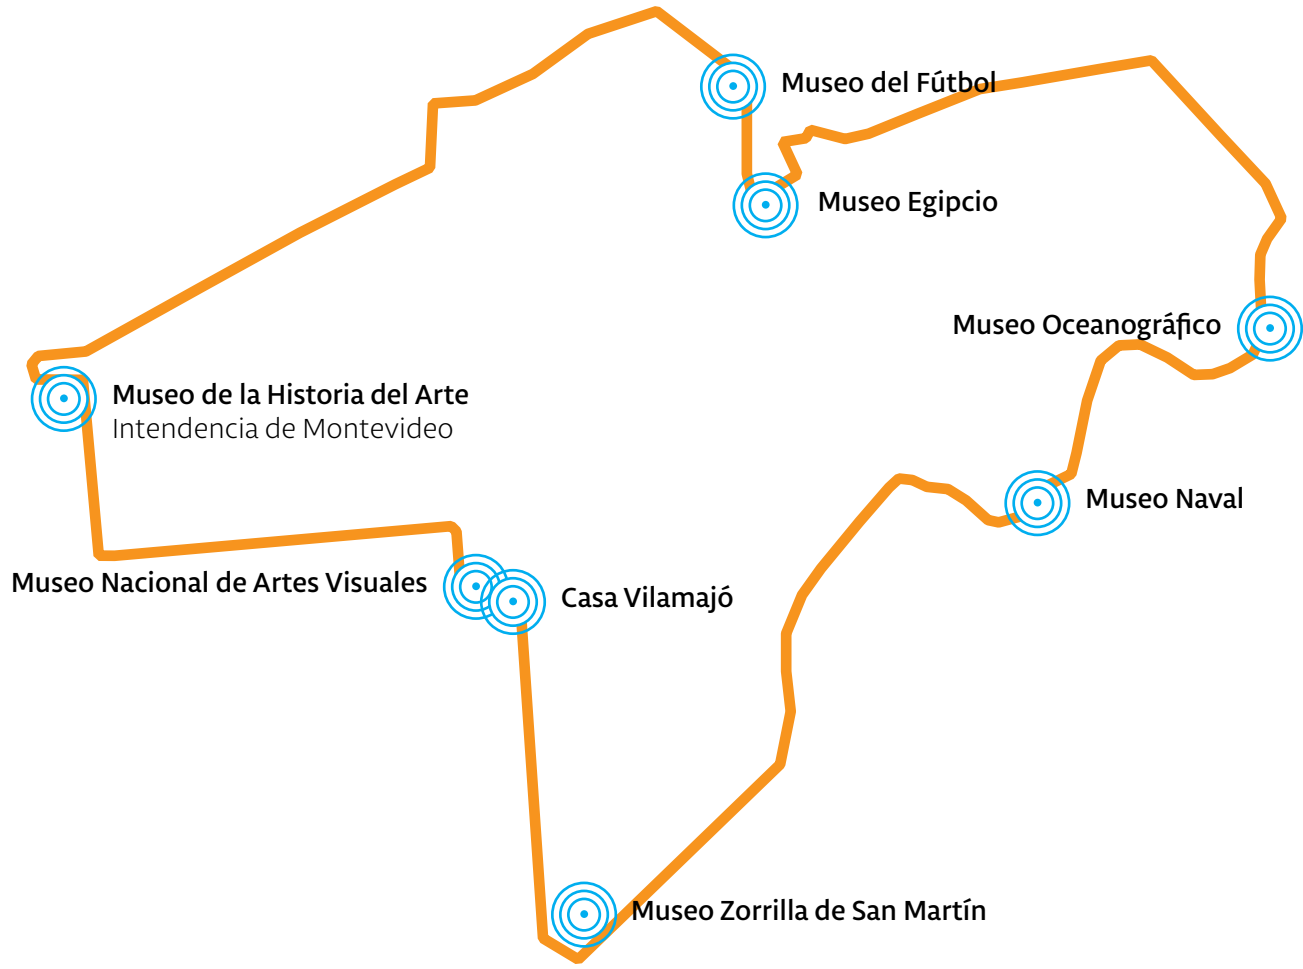 Museo del Fútbol
Museo Egipcio
Museo Oceanográfico
Museo de la Historia del Arte
Intendencia de Montevideo
Museo Naval
Museo Nacional de Artes Visuales
Casa Vilamajó
Museo Zorrilla de San Martín